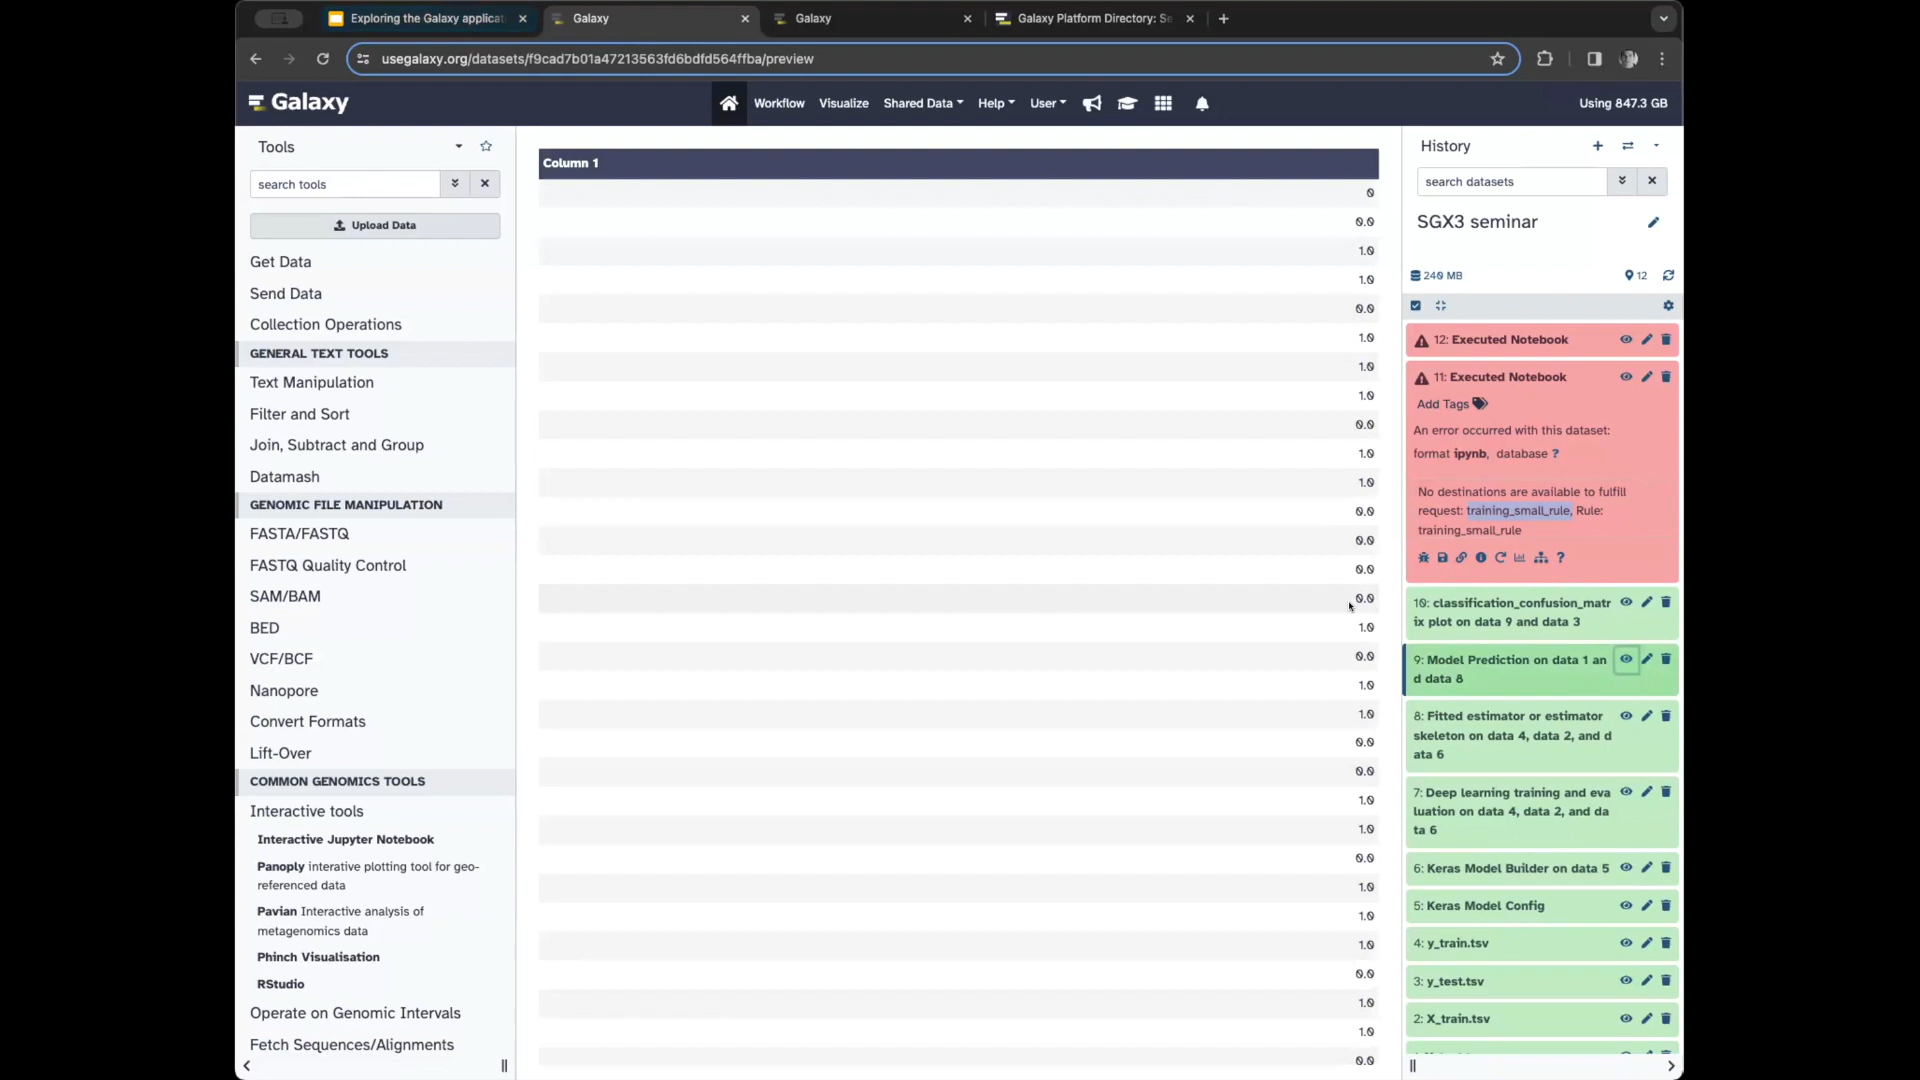 Exploring the Galaxy applicat
Galaxy
Galaxy
Galaxy Platform Directory: Se
usegalaxy.org/datasets/f9cad7b01a47213563fd6bdfd564ffba/preview
Galaxy
Workflow
Visualize
Shared Data
Help
User
Using 847.3 GB
Tools
search tools
Upload Data
Get Data
Send Data
Collection Operations
GENERAL TEXT TOOLS
Text Manipulation
Filter and Sort
Join, Subtract and Group
Datamash
GENOMIC FILE MANIPULATION
FASTA/FASTQ
FASTQ Quality Control
SAM/BAM
BED
VCF/BCF
Nanopore
Convert Formats
Lift-Over
COMMON GENOMICS TOOLS
Interactive tools
Interactive Jupyter Notebook
Panoply interative plotting tool for geo-
referenced data
Pavian Interactive analysis of
metagenomics data
Phinch Visualisation
RStudio
Operate on Genomic Intervals
Fetch Sequences/Alignments
Column 1
0
0.0
1.0
1.0
0.0
1.0
1.0
1.0
0.0
1.0
1.0
0.0
0.0
0.0
0.0
1.0
0.0
1.0
1.0
0.0
0.0
1.0
1.0
0.0
1.0
1.0
1.0
0.0
1.0
1.0
0.0
History
search datasets
SGX3 seminar
240 MB
12
12: Executed Notebook
11: Executed Notebook
Add Tags
An error occurred with this dataset:
format ipynb, database ?
No destinations are available to fulfill
request: training_small_rule, Rule:
training_small_rule
10: classification_confusion_matr
ix plot on data 9 and data 3
9: Model Prediction on data 1 an
d data 8
8: Fitted estimator or estimator
skeleton on data 4, data 2, and d
ata 6
7: Deep learning training and eva
luation on data 4, data 2, and da
ta 6
6: Keras Model Builder on data 5
5: Keras Model Config
4: y_train.tsv
3: y_test.tsv
2: X_train.tsv